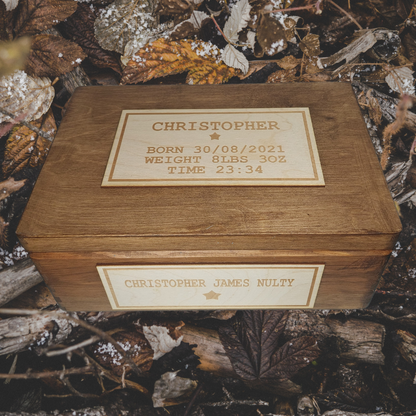 CHRISTOPHER
BORN 30/08/2021
WEIGHT 8LBS 3OZ
TIME 23:34
CHRISTOPHER JAMES NULTY